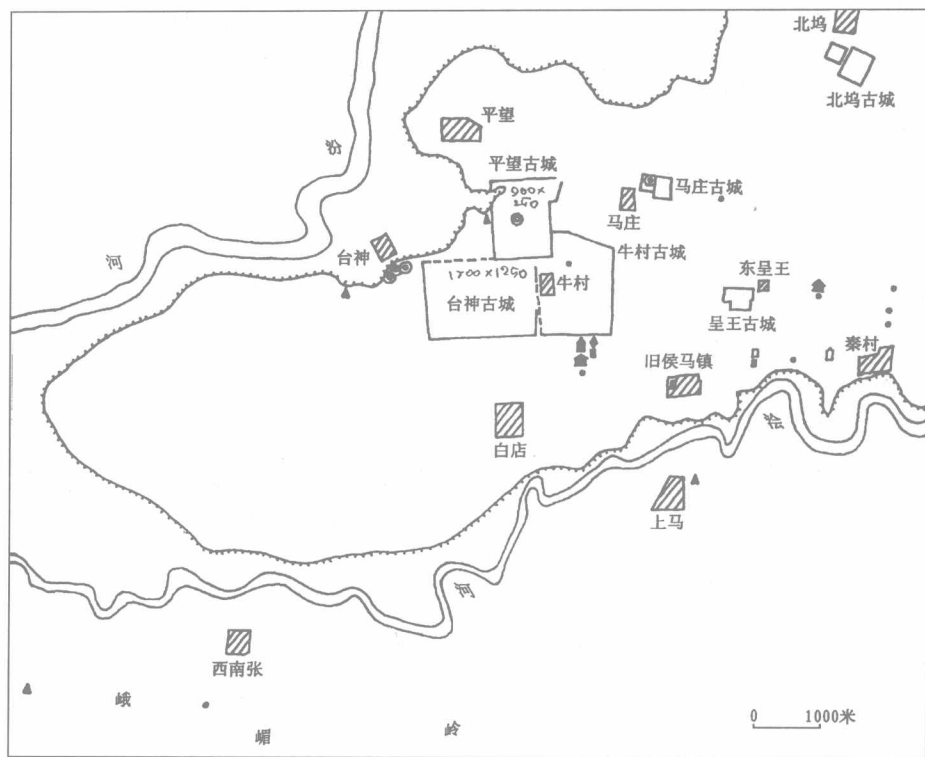 北坞
北坞古城
平望
平望古城
900×
250
汾
河
马庄古城
马庄
台神
牛村古城
1700×1250
台神古城
牛村
东呈王
呈王古城
秦村
旧侯马镇
浍
白店
上马
河
西南张
峨
嵋
岭
0 1000米